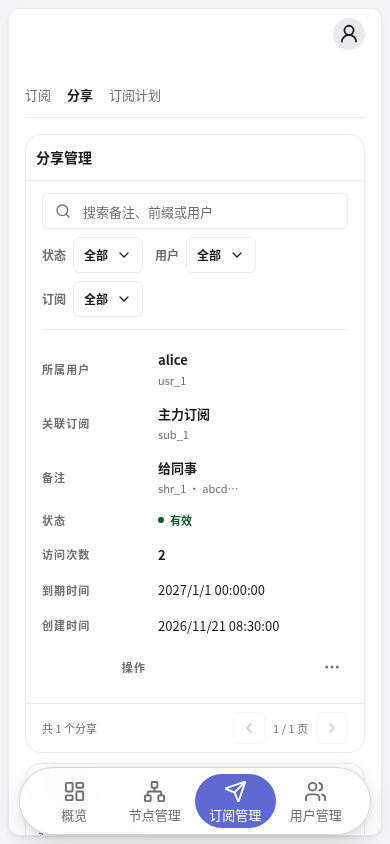 订阅 分享 订阅计划
分享管理
搜索备注、前缀或用户
状态 全部 用户 全部
订阅 全部
所属用户 alice
usr_1
关联订阅 主力订阅
sub_1
备注 给同事
shr_1 · abcd…
状态 有效
访问次数 2
到期时间 2027/1/1 00:00:00
创建时间 2026/11/21 08:30:00
操作 ···
共 1 个分享 1 / 1 页
概览 节点管理 订阅管理 用户管理